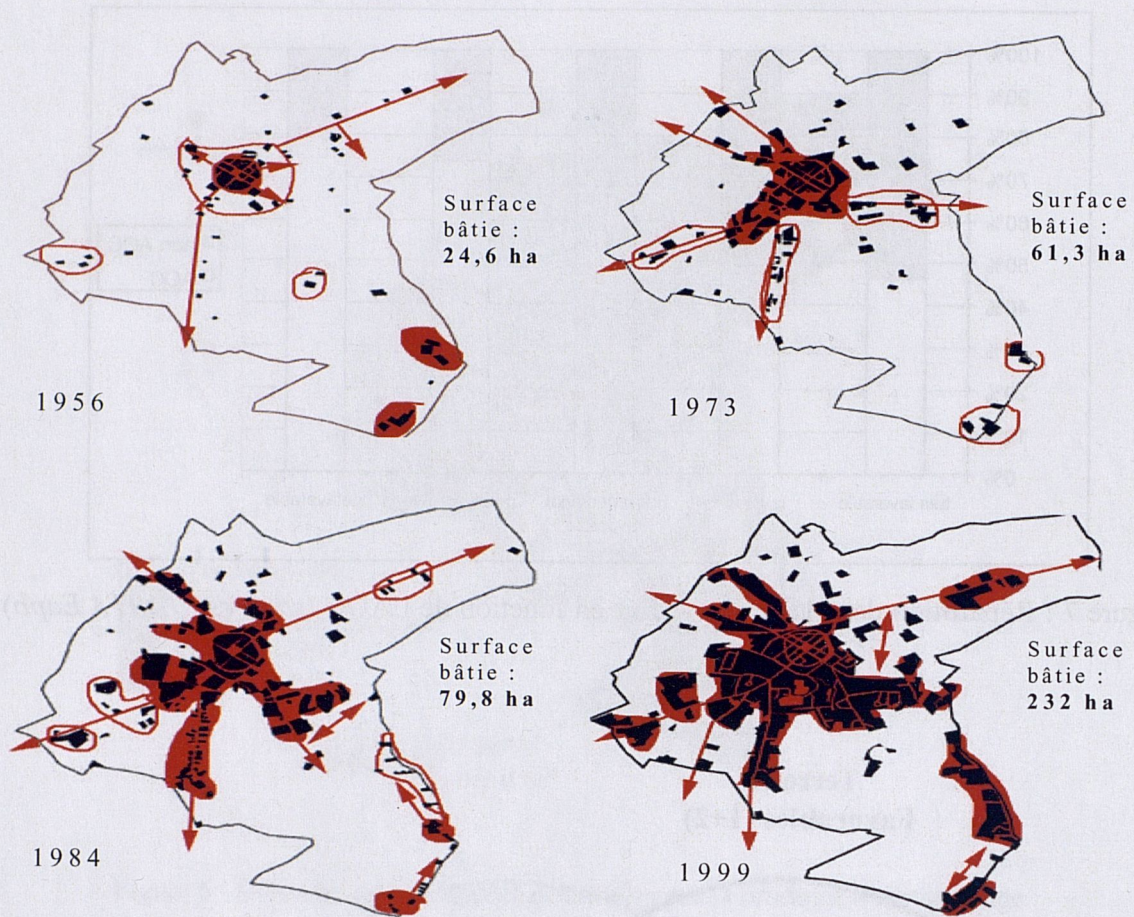 Surface
bâtie :
24,6 ha
1956
Surface
bâtie :
61,3 ha
1973
Surface
bâtie :
79,8 ha
1984
Surface
bâtie :
232 ha
1999